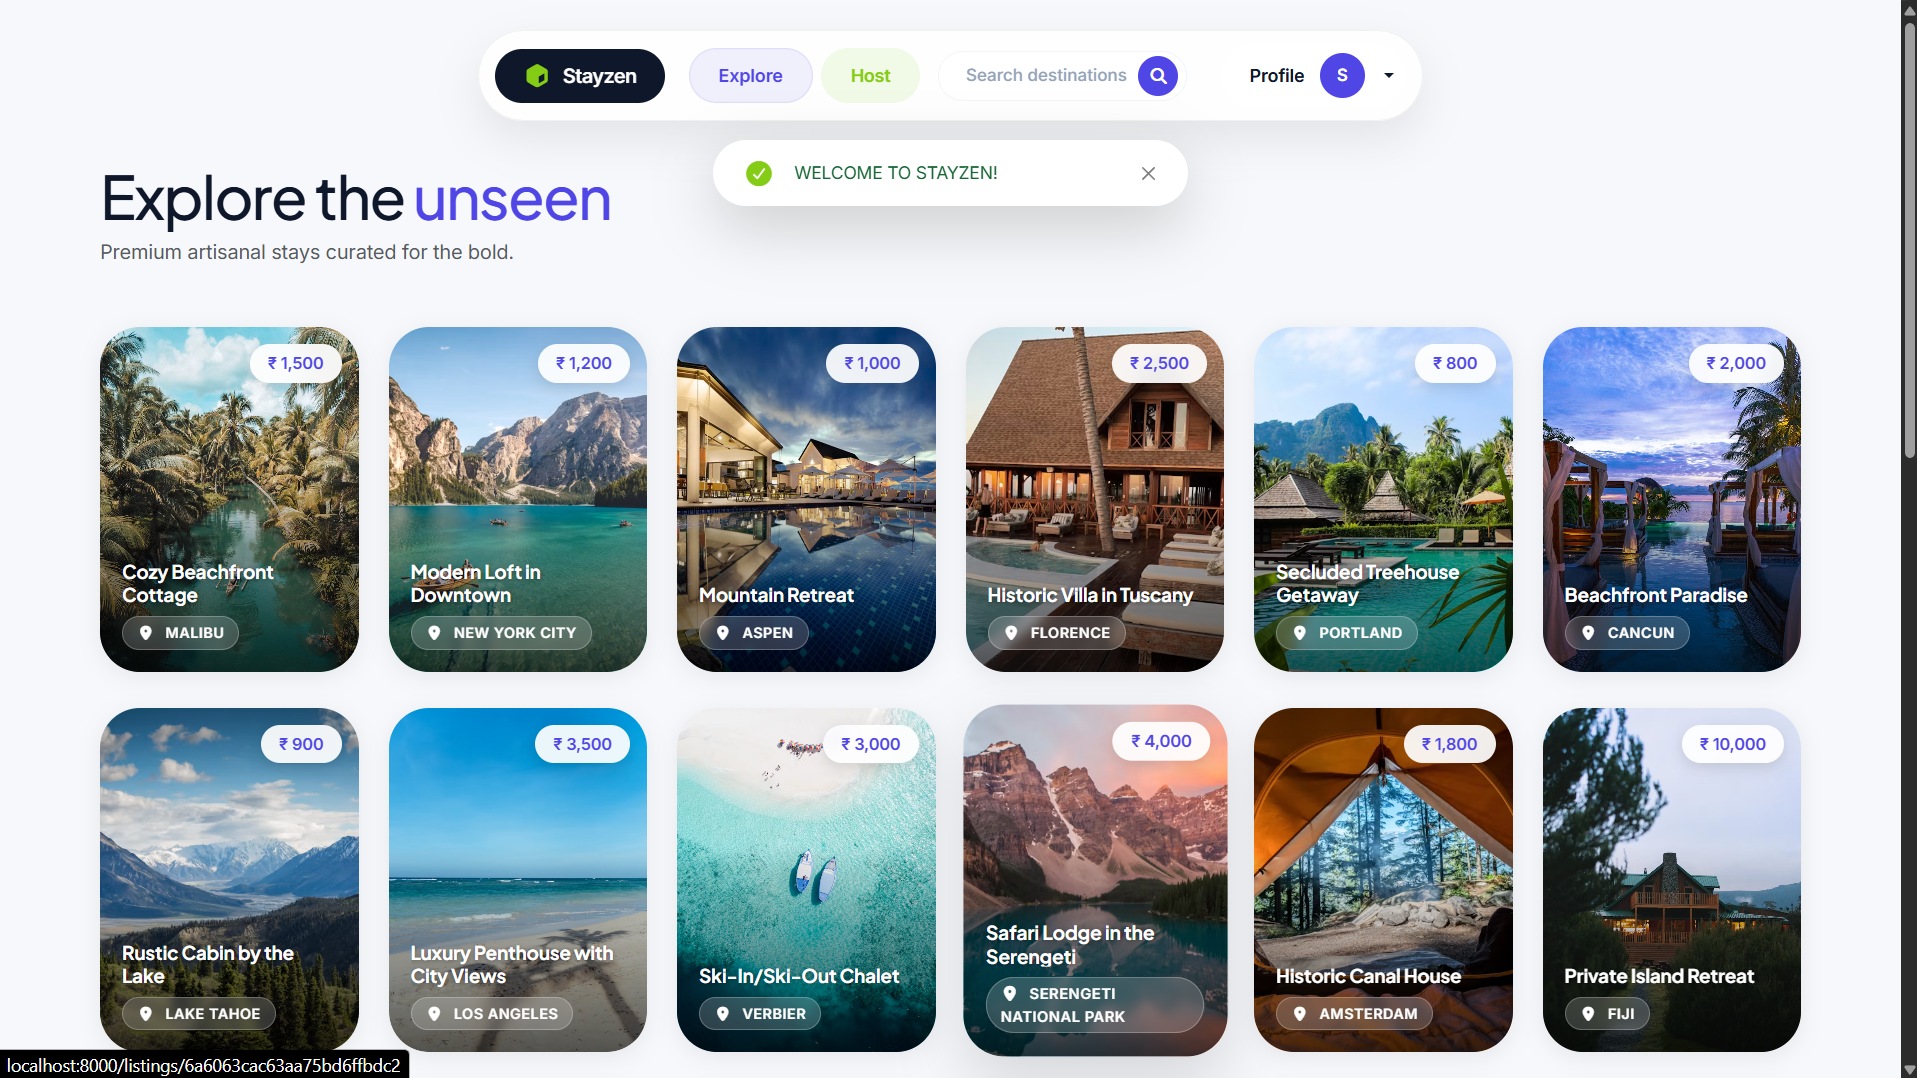 Stayzen
Explore
Host
Search destinations
Profile
S
WELCOME TO STAYZEN!
Explore the unseen
Premium artisanal stays curated for the bold.
₹ 1,500
Cozy Beachfront
Cottage
MALIBU
₹ 1,200
Modern Loft in
Downtown
NEW YORK CITY
₹ 1,000
Mountain Retreat
ASPEN
₹ 2,500
Historic Villa in Tuscany
FLORENCE
₹ 800
Secluded Treehouse
Getaway
PORTLAND
₹ 2,000
Beachfront Paradise
CANCUN
₹ 900
Rustic Cabin by the
Lake
LAKE TAHOE
₹ 3,500
Luxury Penthouse with
City Views
LOS ANGELES
₹ 3,000
Ski-In/Ski-Out Chalet
VERBIER
₹ 4,000
Safari Lodge in the
Serengeti
SERENGETI
NATIONAL PARK
₹ 1,800
Historic Canal House
AMSTERDAM
₹ 10,000
Private Island Retreat
FIJI
localhost:8000/listings/6a6063cac63aa75bd6ffbdc2